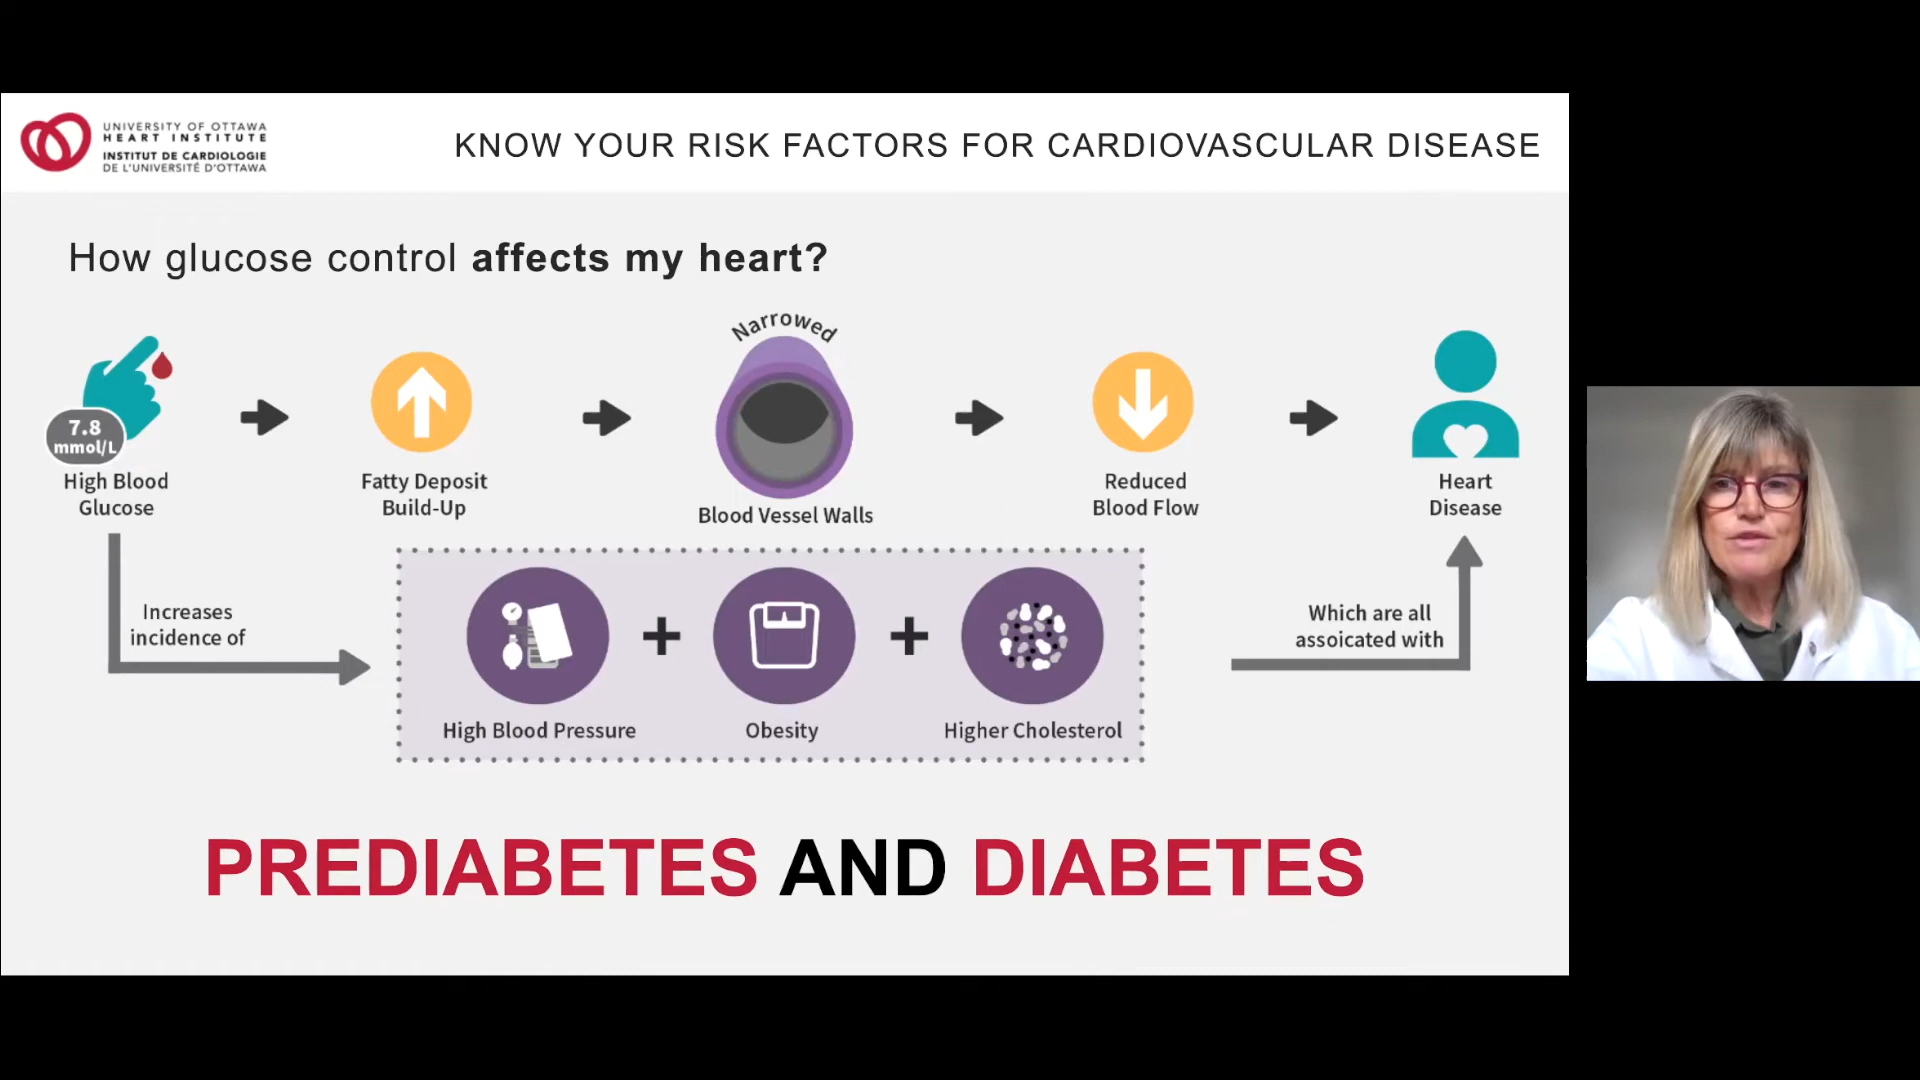 UNIVERSITY OF OTTAWA
HEART INSTITUTE
INSTITUT DE CARDIOLOGIE
DE L'UNIVERSITÉ D'OTTAWA
KNOW YOUR RISK FACTORS FOR CARDIOVASCULAR DISEASE
How glucose control affects my heart?
7.8
mmol/L
High Blood
Glucose
Fatty Deposit
Build-Up
Narrowed
Blood Vessel Walls
Reduced
Blood Flow
Heart
Disease
Increases
incidence of
High Blood Pressure
+
Obesity
+
Higher Cholesterol
Which are all
assoicated with
PREDIABETES AND DIABETES